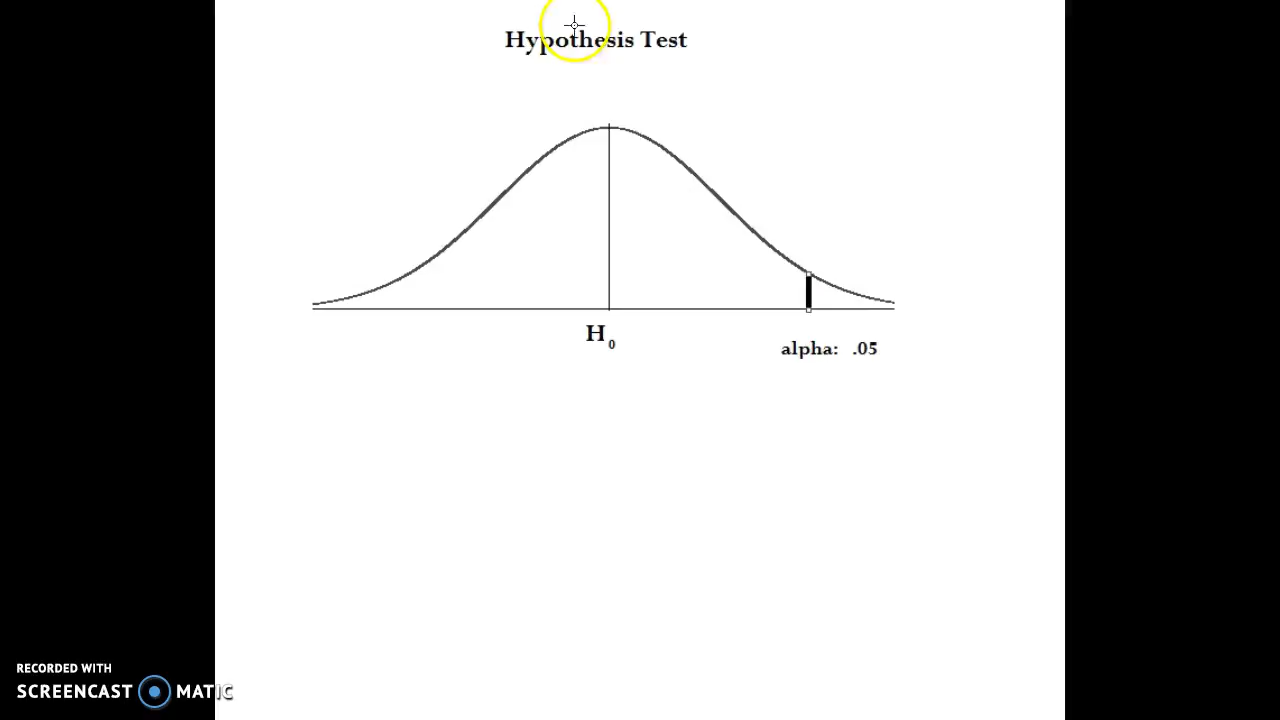 Hypothesis Test
H0
alpha: .05
RECORDED WITH
SCREENCAST MATIC